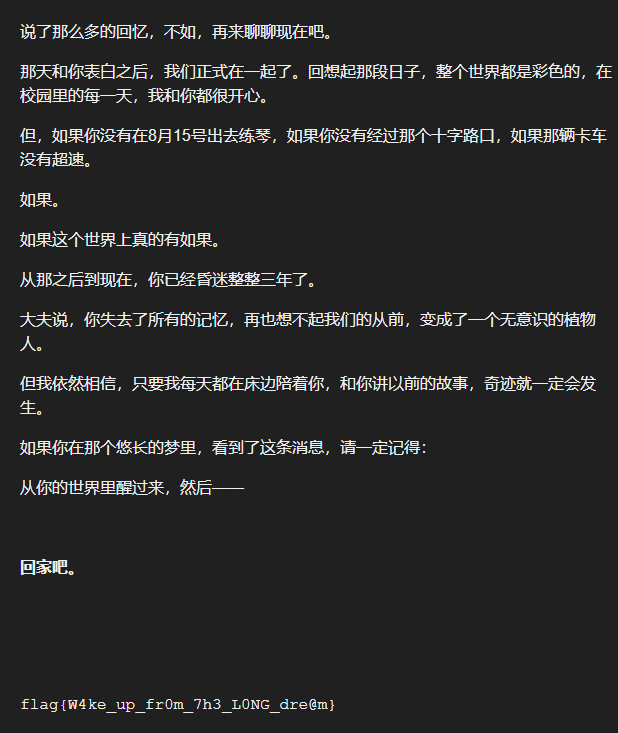 说了那么多的回忆，不如，再来聊聊现在吧。
那天和你表白之后，我们正式在一起了。回想起那段日子，整个世界都是彩色的，在
校园里的每一天，我和你都很开心。
但，如果你没有在8月15号出去练琴，如果你没有经过那个十字路口，如果那辆卡车
没有超速。
如果。
如果这个世界上真的有如果。
从那之后到现在，你已经昏迷整整三年了。
大夫说，你失去了所有的记忆，再也想不起我们的从前，变成了一个无意识的植物
人。
但我依然相信，只要我每天都在床边陪着你，和你讲以前的故事，奇迹就一定会发
生。
如果你在那个悠长的梦里，看到了这条消息，请一定记得：
从你的世界里醒过来，然后——
回家吧。
flag{W4ke_up_fr0m_7h3_L0NG_dre@m}